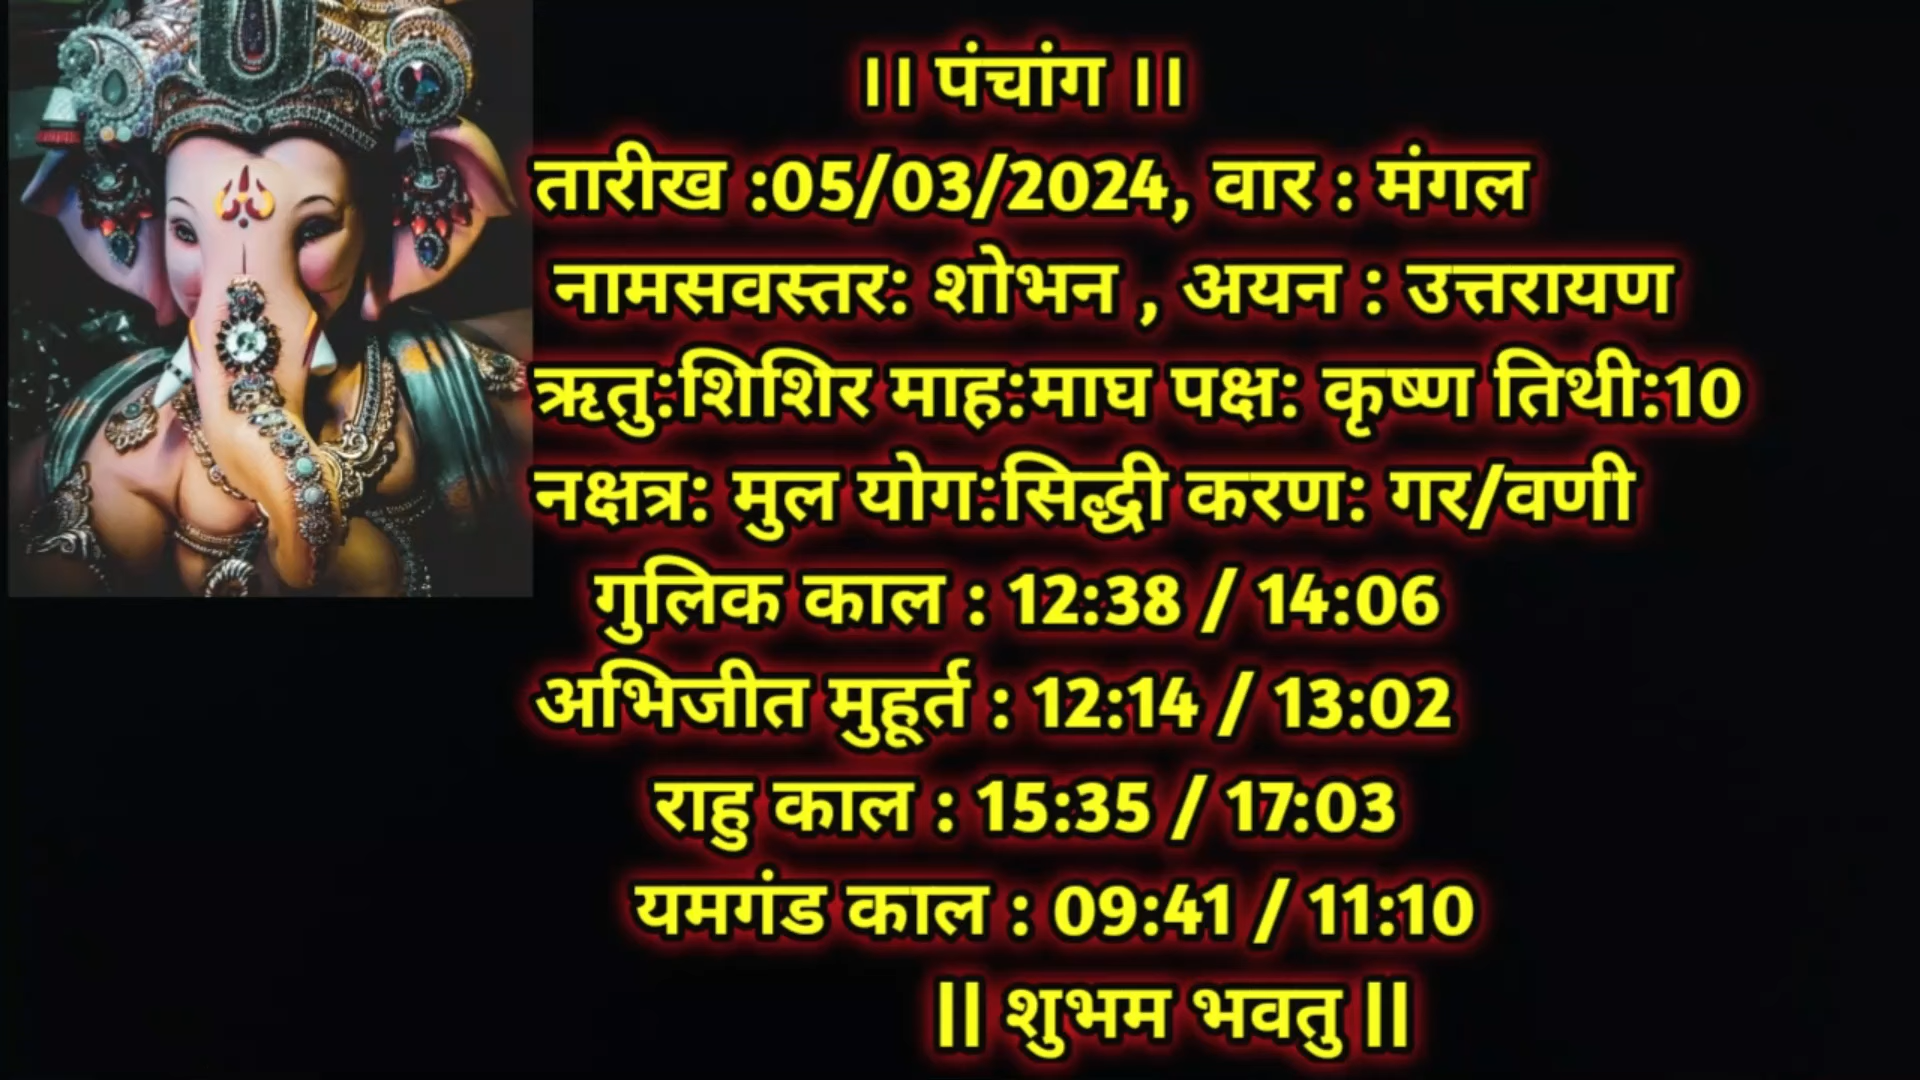 ।। पंचांग ।।
तारीख :05/03/2024, वार : मंगल
नामसवस्तर: शोभन , अयन : उत्तरायण
ऋतु:शिशिर माह:माघ पक्ष: कृष्ण तिथी:10
नक्षत्र: मुल योग:सिद्धी करण: गर/वणी
गुलिक काल : 12:38 / 14:06
अभिजीत मुहूर्त : 12:14 / 13:02
राहु काल : 15:35 / 17:03
यमगंड काल : 09:41 / 11:10
|| शुभम भवतु ||